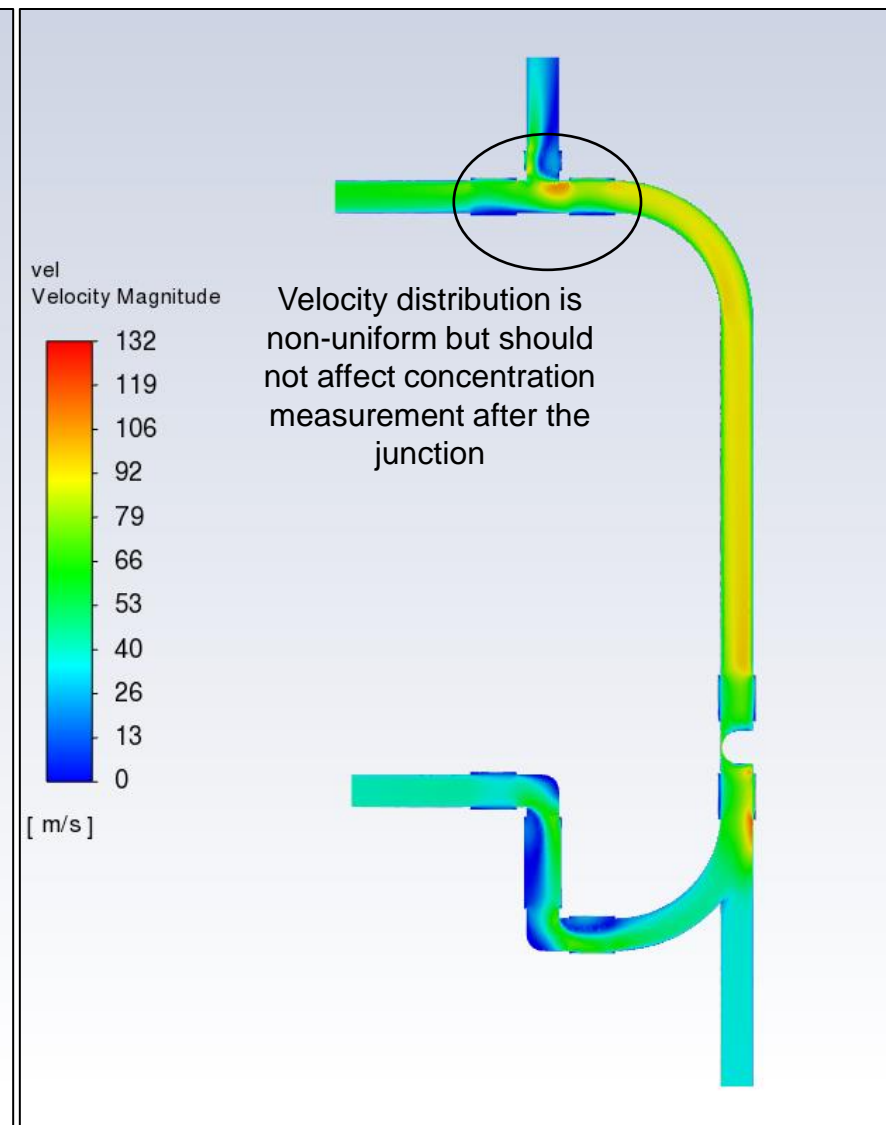 vel
Velocity Magnitude
132
119
106
92
79
66
53
40
26
13
0
[ m/s ]
Velocity distribution is
non-uniform but should
not affect concentration
measurement after the
junction